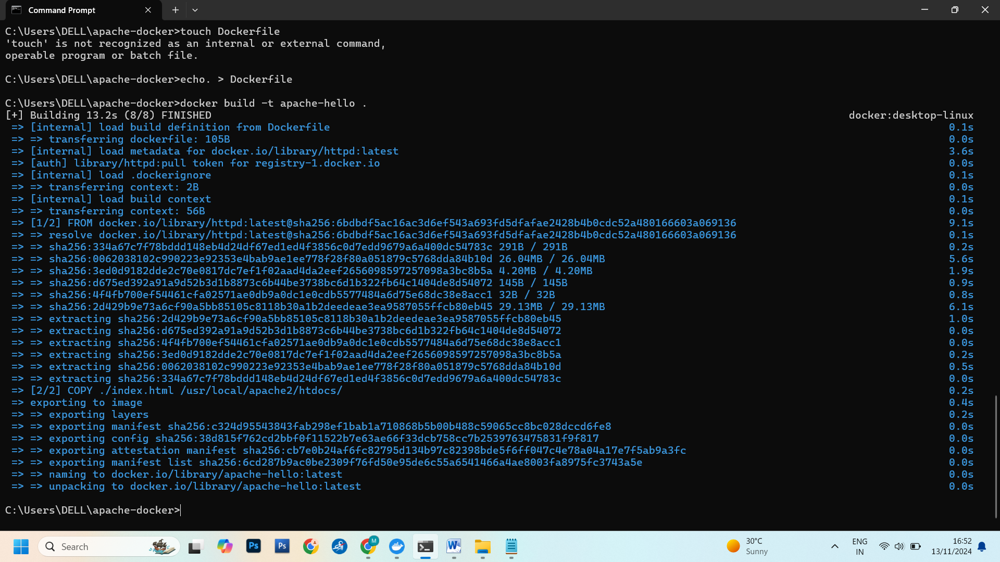 Command Prompt
C:\Users\DELL\apache-docker>touch Dockerfile
'touch' is not recognized as an internal or external command,
operable program or batch file.
C:\Users\DELL\apache-docker>echo. > Dockerfile
C:\Users\DELL\apache-docker>docker build -t apache-hello .
[+] Building 13.2s (8/8) FINISHED docker:desktop-linux
=> [internal] load build definition from Dockerfile 0.1s
=> => transferring dockerfile: 105B 0.0s
=> [internal] load metadata for docker.io/library/httpd:latest 3.6s
=> [auth] library/httpd:pull token for registry-1.docker.io 0.0s
=> [internal] load .dockerignore 0.1s
=> => transferring context: 2B 0.0s
=> [internal] load build context 0.1s
=> => transferring context: 56B 0.0s
=> [1/2] FROM docker.io/library/httpd:latest@sha256:6bdbdf5ac16ac3d6ef543a693fd5dfafae2428b4b0cdc52a480166603a069136 9.1s
=> => resolve docker.io/library/httpd:latest@sha256:6bdbdf5ac16ac3d6ef543a693fd5dfafae2428b4b0cdc52a480166603a069136 0.1s
=> => sha256:334a67c7f78bddd148eb4d24df67ed1ed4f3856c0d7edd9679a6a400dc54783c 291B / 291B 0.2s
=> => sha256:0062038102c990223e92353e4bab9ae1ee778f28f80a051879c5768dda84b10d 26.04MB / 26.04MB 5.6s
=> => sha256:3ed0d9182dde2c70e0817dc7ef1f02aad4da2eef2656098597257098a3bc8b5a 4.20MB / 4.20MB 1.9s
=> => sha256:d675ed392a91a9d52b3d1b8873c6b44be3738bc6d1b322fb64c1404de8d54072 145B / 145B 0.9s
=> => sha256:4f4fb700ef54461cfa02571ae0db9a0dc1e0cdb5577484a6d75e68dc38e8acc1 32B / 32B 0.8s
=> => sha256:2d429b9e73a6cf90a5bb85105c8118b30a1b2deedeae3ea9587055ffcb80eb45 29.13MB / 29.13MB 6.1s
=> => extracting sha256:2d429b9e73a6cf90a5bb85105c8118b30a1b2deedeae3ea9587055ffcb80eb45 1.0s
=> => extracting sha256:d675ed392a91a9d52b3d1b8873c6b44be3738bc6d1b322fb64c1404de8d54072 0.0s
=> => extracting sha256:4f4fb700ef54461cfa02571ae0db9a0dc1e0cdb5577484a6d75e68dc38e8acc1 0.0s
=> => extracting sha256:3ed0d9182dde2c70e0817dc7ef1f02aad4da2eef2656098597257098a3bc8b5a 0.2s
=> => extracting sha256:0062038102c990223e92353e4bab9ae1ee778f28f80a051879c5768dda84b10d 0.5s
=> => extracting sha256:334a67c7f78bddd148eb4d24df67ed1ed4f3856c0d7edd9679a6a400dc54783c 0.0s
=> [2/2] COPY ./index.html /usr/local/apache2/htdocs/ 0.2s
=> exporting to image 0.4s
=> => exporting layers 0.2s
=> => exporting manifest sha256:c324d95543843fab298ef1bab1a710868b5b00b488c59065cc8bc028dccd6fe8 0.0s
=> => exporting config sha256:38d815f762cd2bbf0f11522b7e63ae66f33dcb758cc7b2539763475831f9f817 0.0s
=> => exporting attestation manifest sha256:cb7e0b24af6fc82795d134b97c82398bde5f6ff047c4e78a04a17e7f5ab9a3fc 0.0s
=> => exporting manifest list sha256:6cd287b9ac0be2309f76fd50e95de6c55a6541466a4ae8003fa8975fc3743a5e 0.0s
=> => naming to docker.io/library/apache-hello:latest 0.0s
=> => unpacking to docker.io/library/apache-hello:latest 0.0s
C:\Users\DELL\apache-docker>
Search
Ps
Ps
M
W
30°C
Sunny
ENG
IN
16:52
13/11/2024